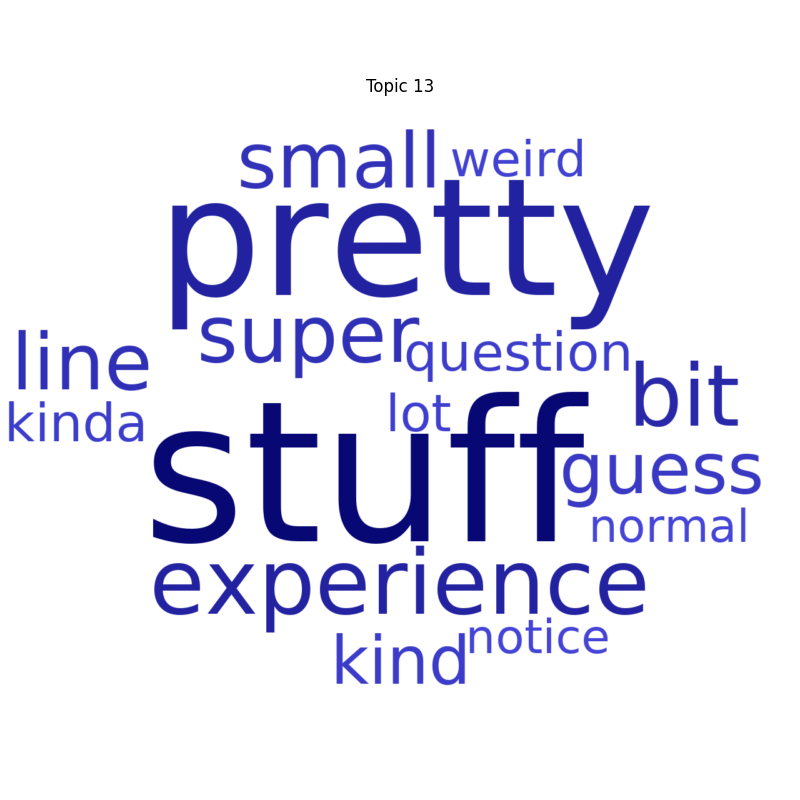 Topic 13
small weird
pretty
super
line question
bit
kinda lot
stuff
guess
normal
experience
notice
kind